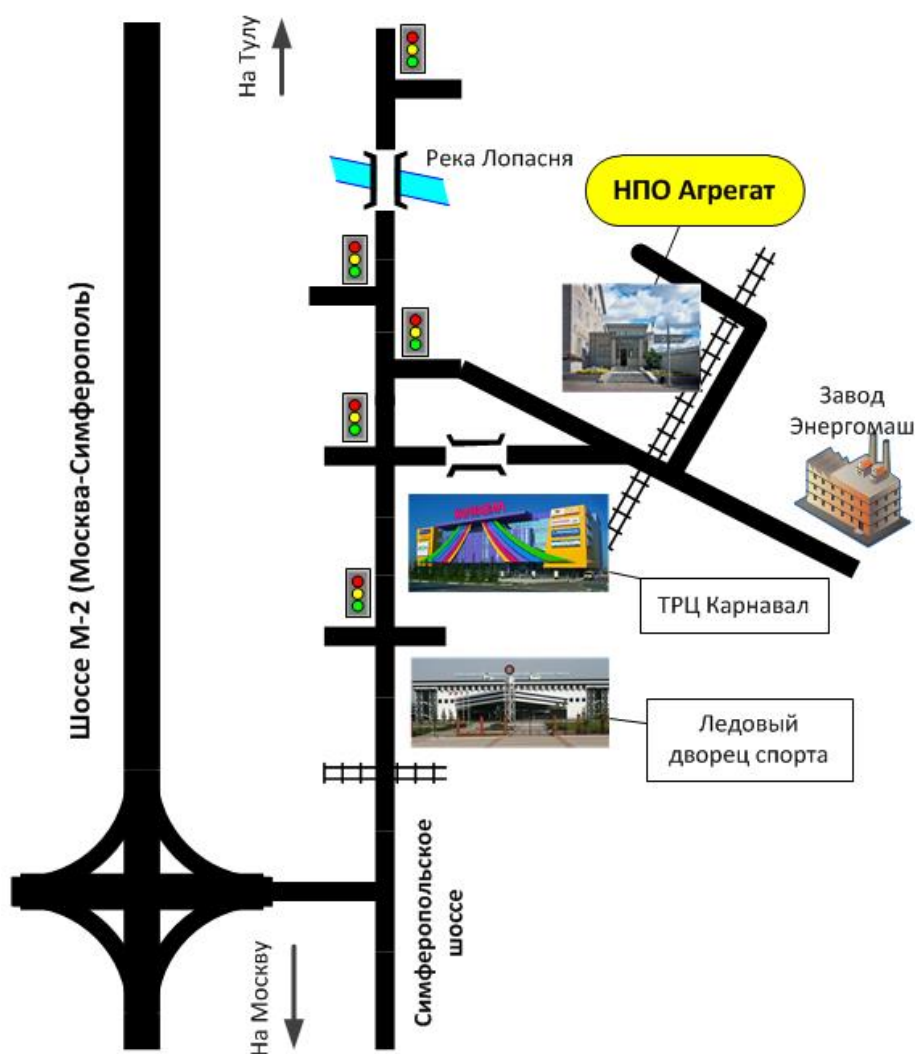 На Тулу
Река Лопасня
НПО Агрегат
Шоссе М-2 (Москва-Симферополь)
Завод
Энергомаш
ТРЦ Карнавал
Ледовый
дворец спорта
Симферопольское
шоссе
На Москву